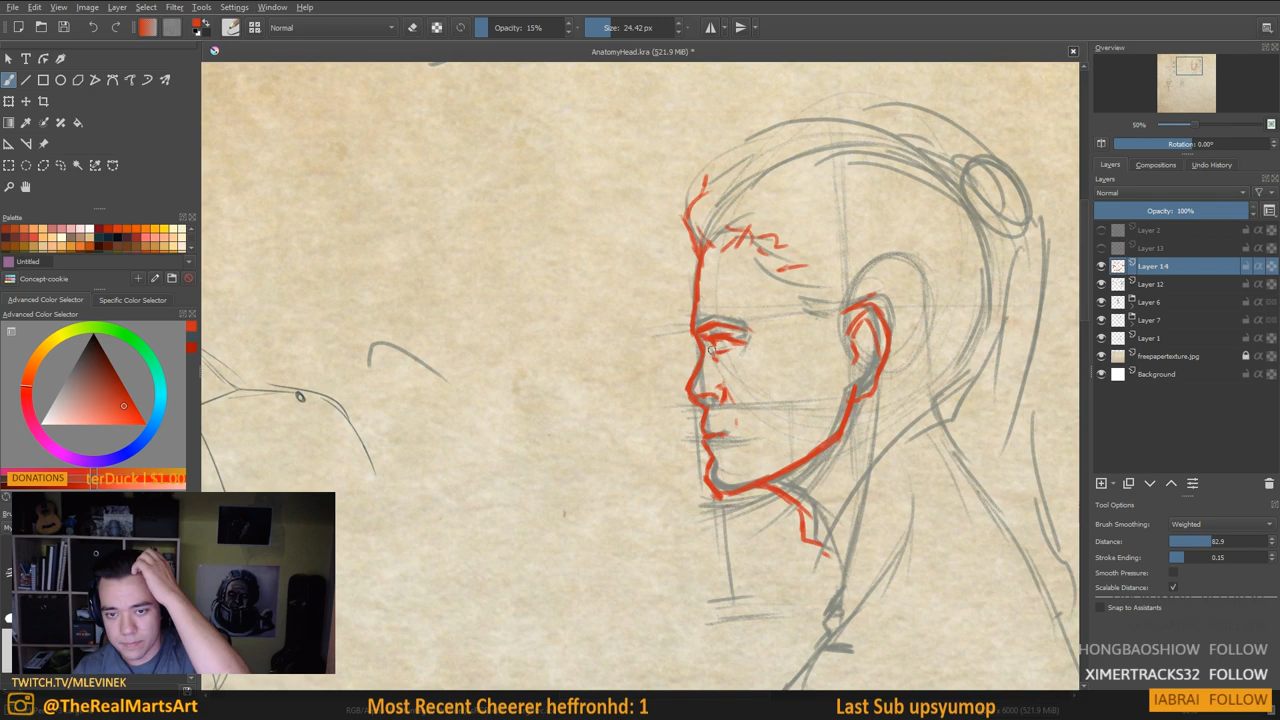 File Edit View Image Layer Select Filter Tools Settings Window Help
Normal
Opacity: 15%
Size: 24.42 px
AnatomyHead.kra (521.9 MiB) *
Overview
50%
Rotation: 0.00°
Layers Compositions Undo History
Layers
Normal
Opacity: 100%
Layer 2
Layer 13
Layer 14
Layer 12
Layer 6
Layer 7
Layer 1
freepapertexture.jpg
Background
Tool Options
Brush Smoothing: Weighted
Distance: 82.9
Stroke Ending: 0.15
Smooth Pressure:
Scalable Distance:
Snap to Assistants
Palette
Untitled
Concept-cookie
Advanced Color Selector Specific Color Selector
Advanced Color Selector
DONATIONS terDuck | $1.00
TWITCH.TV/MLEVINEK
@TheRealMartsArt
Most Recent Cheerer heffronhd: 1
Last Sub upsyumop
HONGBAOSHIOW FOLLOW
XIMERTRACKS32 FOLLOW
IABRAI FOLLOW